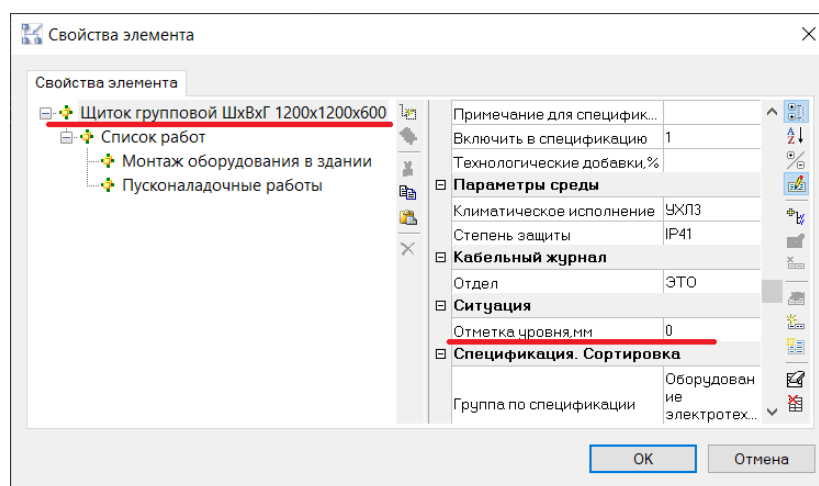 Свойства элемента
Свойства элемента
Щиток групповой ШхВхГ 1200х1200х600
Список работ
Монтаж оборудования в здании
Пусконаладочные работы
Примечание для специфик...
Включить в спецификацию 1
Технологические добавки,%
Параметры среды
Климатическое исполнение УХЛ3
Степень защиты IP41
Кабельный журнал
Отдел ЭТО
Ситуация
Отметка уровня,мм 0
Спецификация. Сортировка
Группа по спецификации Оборудован
ие
электротех...
OK Отмена